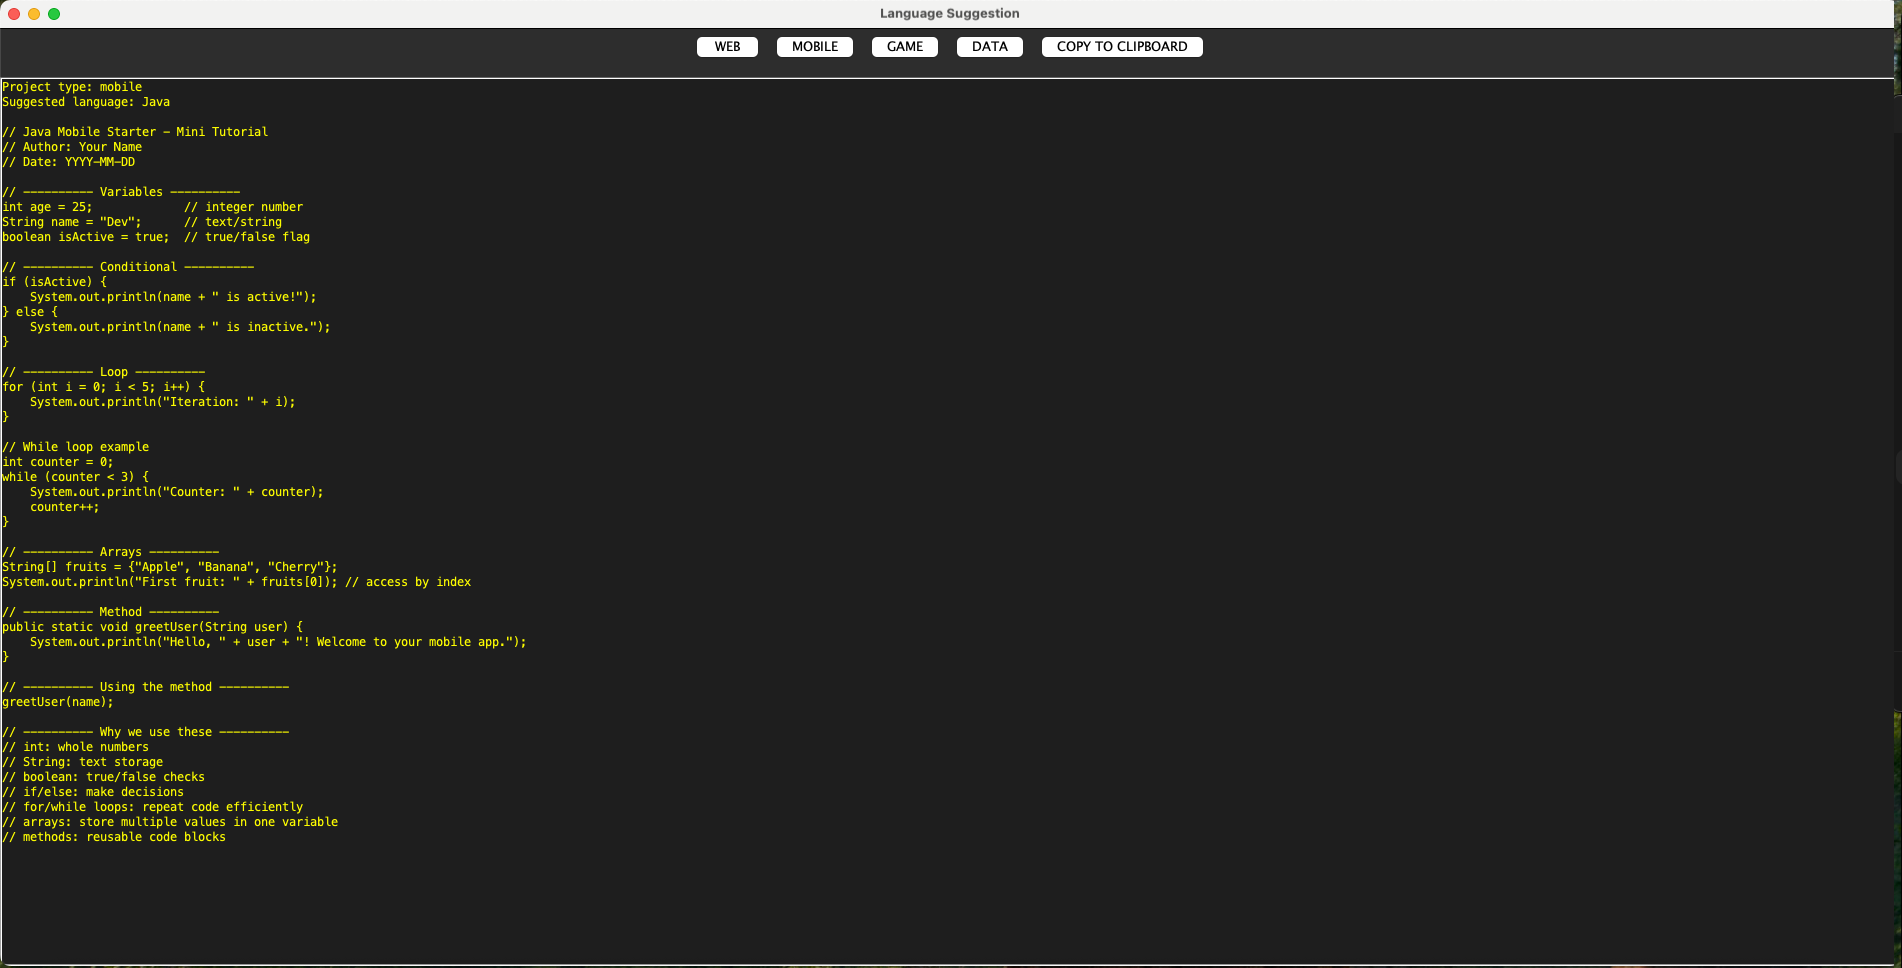 Language Suggestion
WEB MOBILE GAME DATA COPY TO CLIPBOARD
Project type: mobile
Suggested language: Java

// Java Mobile Starter - Mini Tutorial
// Author: Your Name
// Date: YYYY-MM-DD

// ---------- Variables ----------
int age = 25;             // integer number
String name = "Dev";      // text/string
boolean isActive = true;  // true/false flag

// ---------- Conditional ----------
if (isActive) {
    System.out.println(name + " is active!");
} else {
    System.out.println(name + " is inactive.");
}

// ---------- Loop ----------
for (int i = 0; i < 5; i++) {
    System.out.println("Iteration: " + i);
}

// While loop example
int counter = 0;
while (counter < 3) {
    System.out.println("Counter: " + counter);
    counter++;
}

// ---------- Arrays ----------
String[] fruits = {"Apple", "Banana", "Cherry"};
System.out.println("First fruit: " + fruits[0]); // access by index

// ---------- Method ----------
public static void greetUser(String user) {
    System.out.println("Hello, " + user + "! Welcome to your mobile app.");
}

// ---------- Using the method ----------
greetUser(name);

// ---------- Why we use these ----------
// int: whole numbers
// String: text storage
// boolean: true/false checks
// if/else: make decisions
// for/while loops: repeat code efficiently
// arrays: store multiple values in one variable
// methods: reusable code blocks